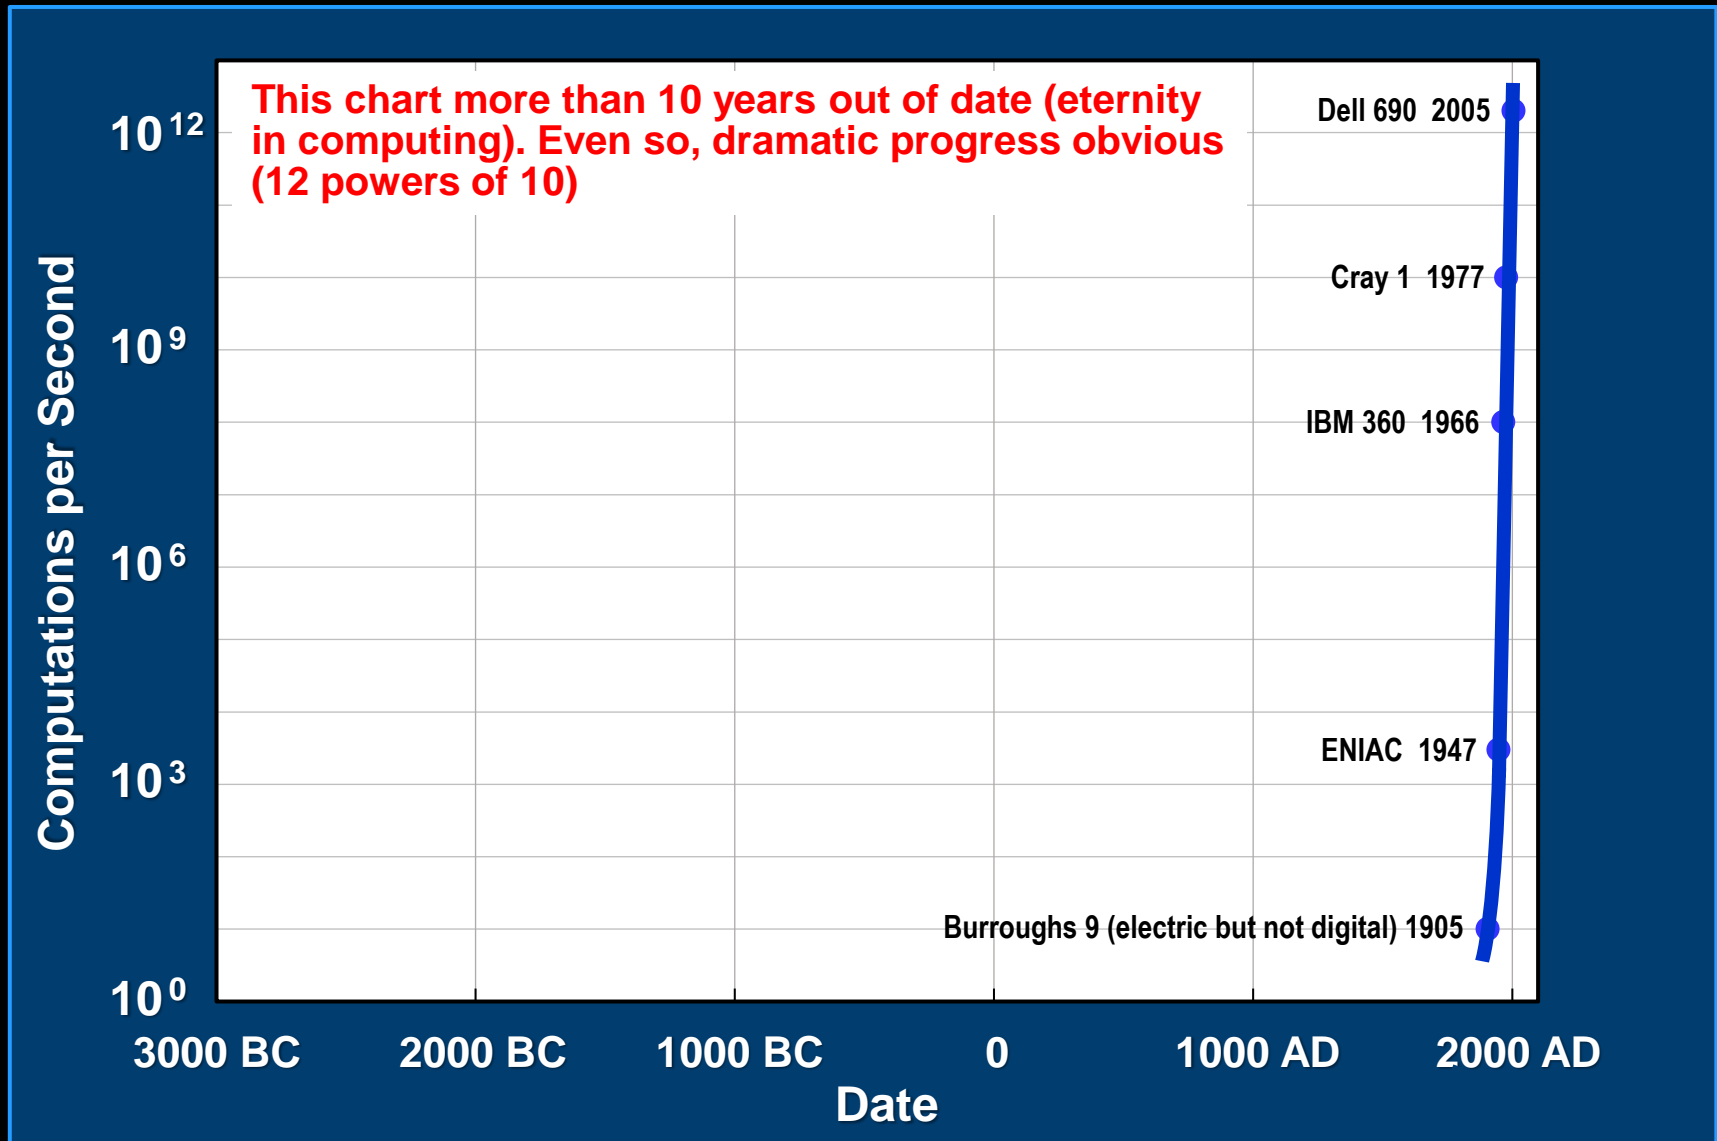 This chart more than 10 years out of date (eternity
in computing). Even so, dramatic progress obvious
(12 powers of 10)
Dell 690 2005
Cray 1 1977
IBM 360 1966
ENIAC 1947
Burroughs 9 (electric but not digital) 1905
Computations per Second
10¹²
10⁹
10⁶
10³
10⁰
3000 BC 2000 BC 1000 BC 0 1000 AD 2000 AD
Date